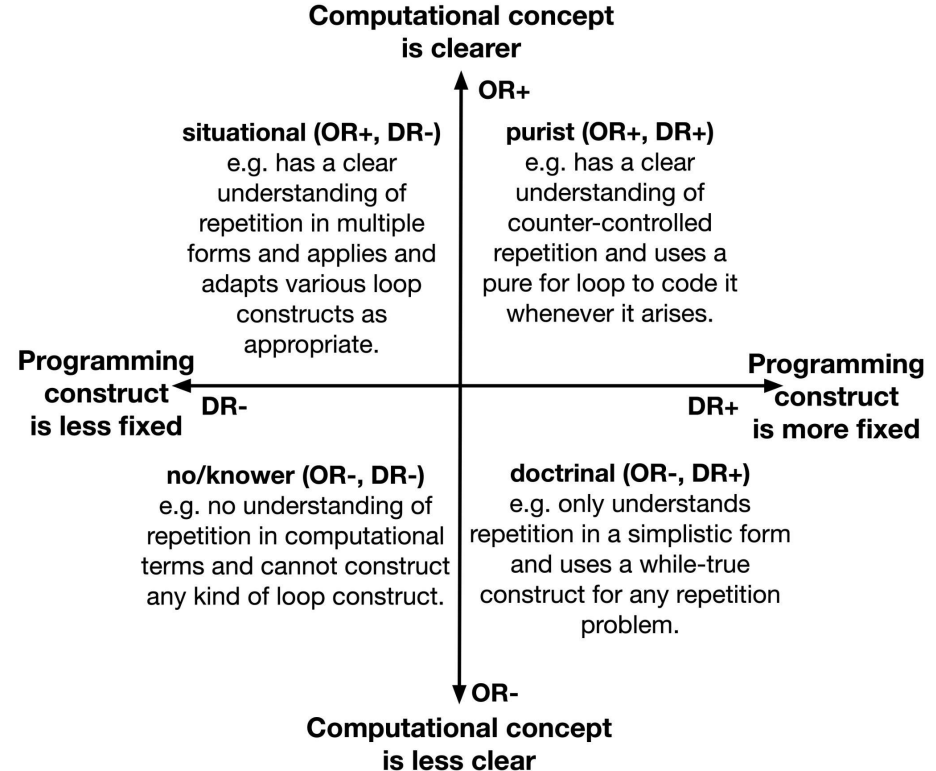 Computational concept
is clearer
OR+
situational (OR+, DR-)
e.g. has a clear
understanding of
repetition in multiple
forms and applies and
adapts various loop
constructs as
appropriate.
purist (OR+, DR+)
e.g. has a clear
understanding of
counter-controlled
repetition and uses a
pure for loop to code it
whenever it arises.
Programming
construct
is less fixed
DR-
DR+
Programming
construct
is more fixed
no/knower (OR-, DR-)
e.g. no understanding of
repetition in computational
terms and cannot construct
any kind of loop construct.
doctrinal (OR-, DR+)
e.g. only understands
repetition in a simplistic form
and uses a while-true
construct for any repetition
problem.
OR-
Computational concept
is less clear